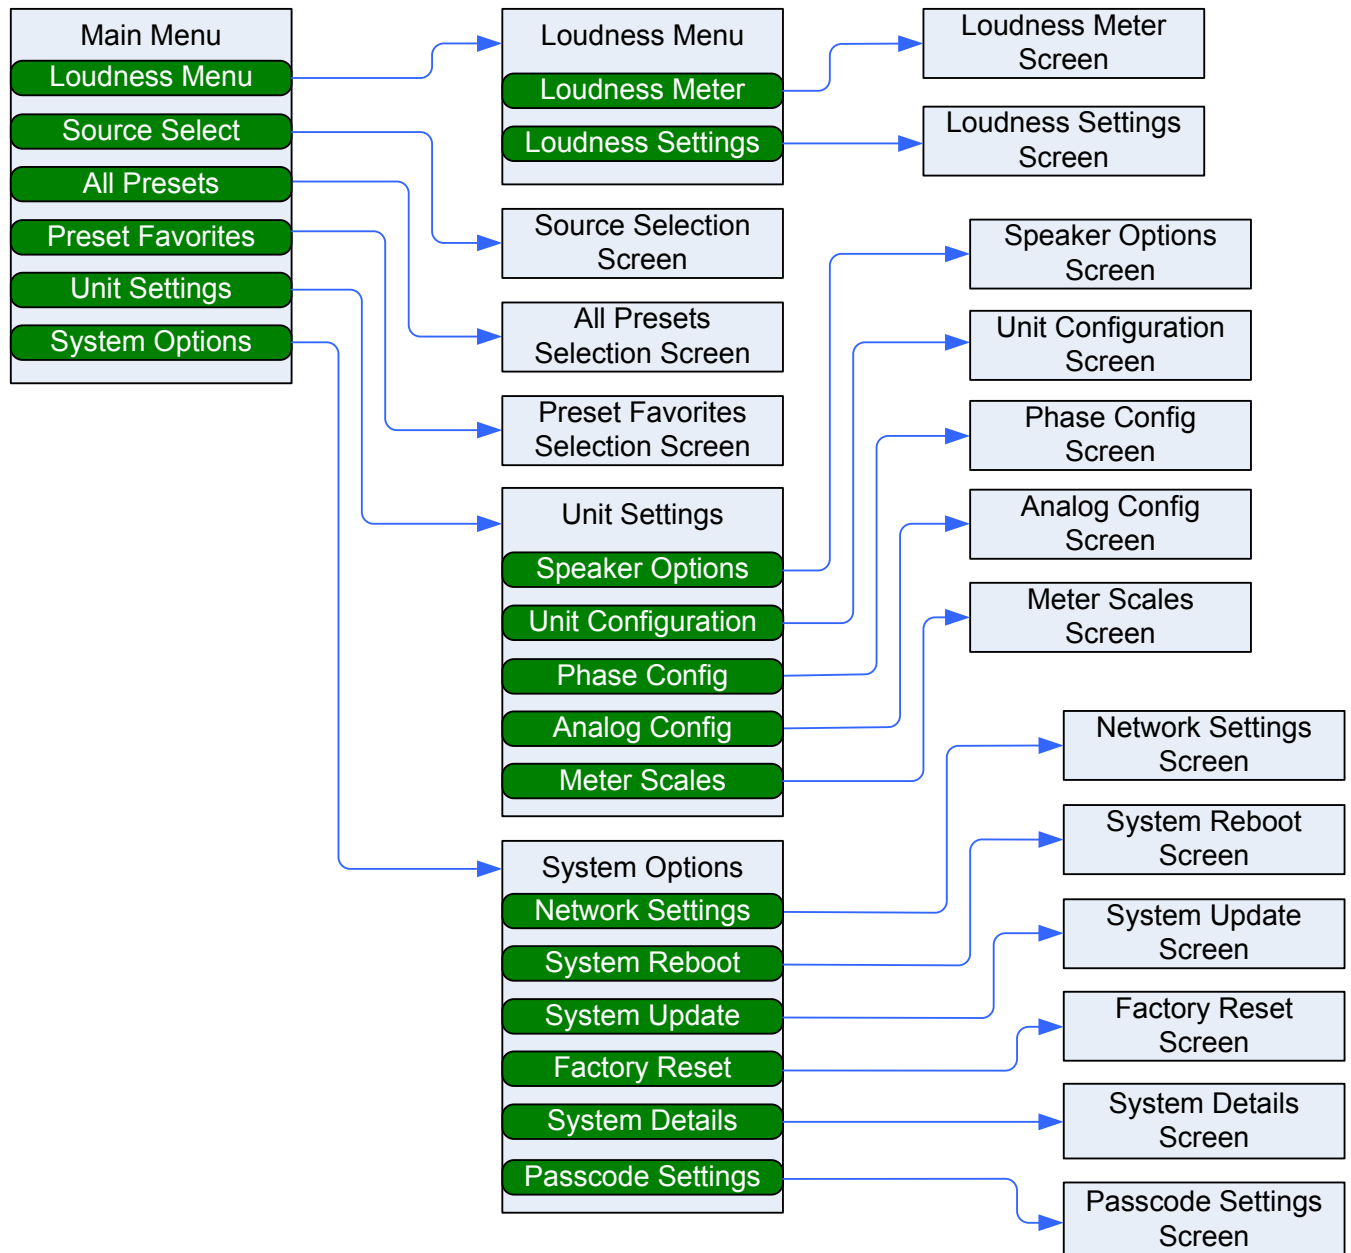 Main Menu
Loudness Menu
Source Select
All Presets
Preset Favorites
Unit Settings
System Options
Loudness Menu
Loudness Meter
Loudness Settings
Loudness Meter
Screen
Loudness Settings
Screen
Source Selection
Screen
All Presets
Selection Screen
Preset Favorites
Selection Screen
Unit Settings
Speaker Options
Unit Configuration
Phase Config
Analog Config
Meter Scales
Speaker Options
Screen
Unit Configuration
Screen
Phase Config
Screen
Analog Config
Screen
Meter Scales
Screen
System Options
Network Settings
System Reboot
System Update
Factory Reset
System Details
Passcode Settings
Network Settings
Screen
System Reboot
Screen
System Update
Screen
Factory Reset
Screen
System Details
Screen
Passcode Settings
Screen